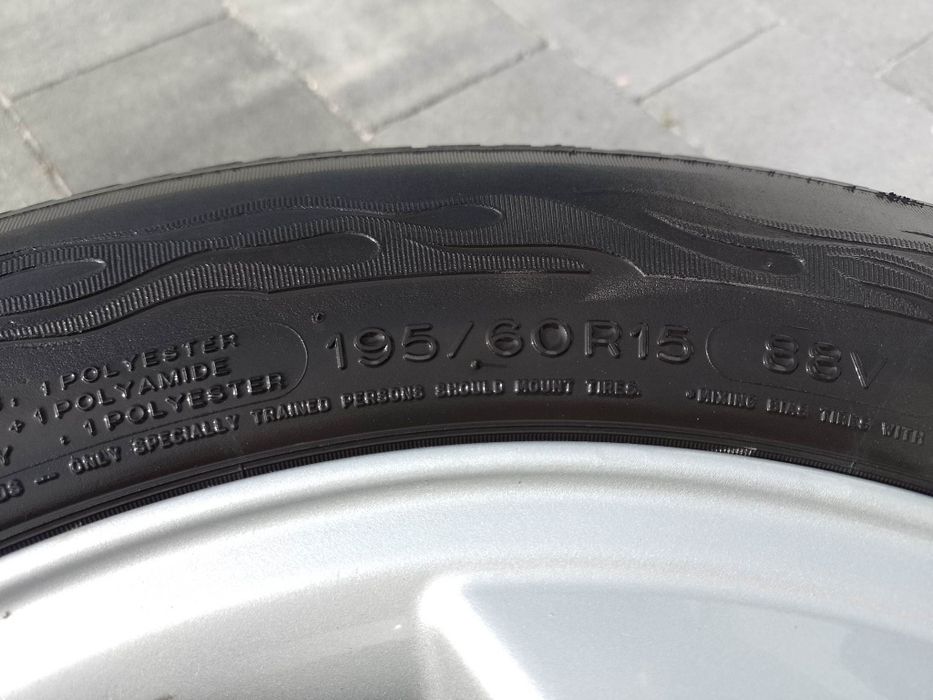 1 POLYESTER
+ 1 POLYAMIDE
: 1 POLYESTER
195/60R15 88V
— ONLY SPECIALLY TRAINED PERSONS SHOULD MOUNT TIRES. •MIXING BIAS TIRES WITH